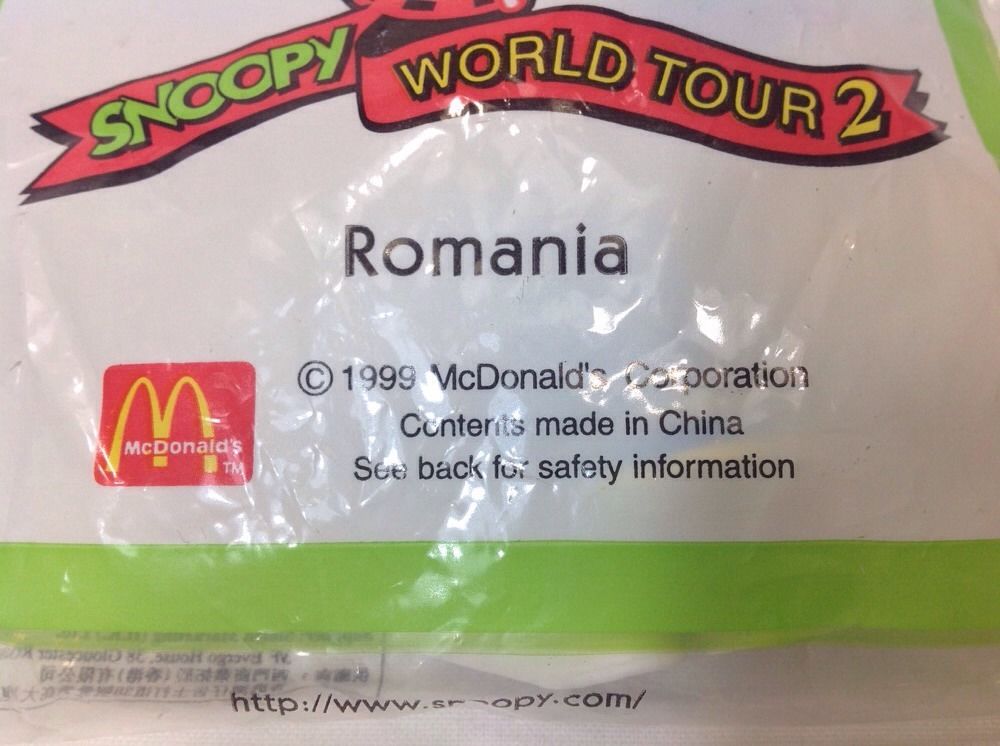 SNOOPY WORLD TOUR 2
Romania
© 1999 McDonald's Corporation
McDonald's
TM
Contents made in China
See back for safety information
http://www.snoopy.com/